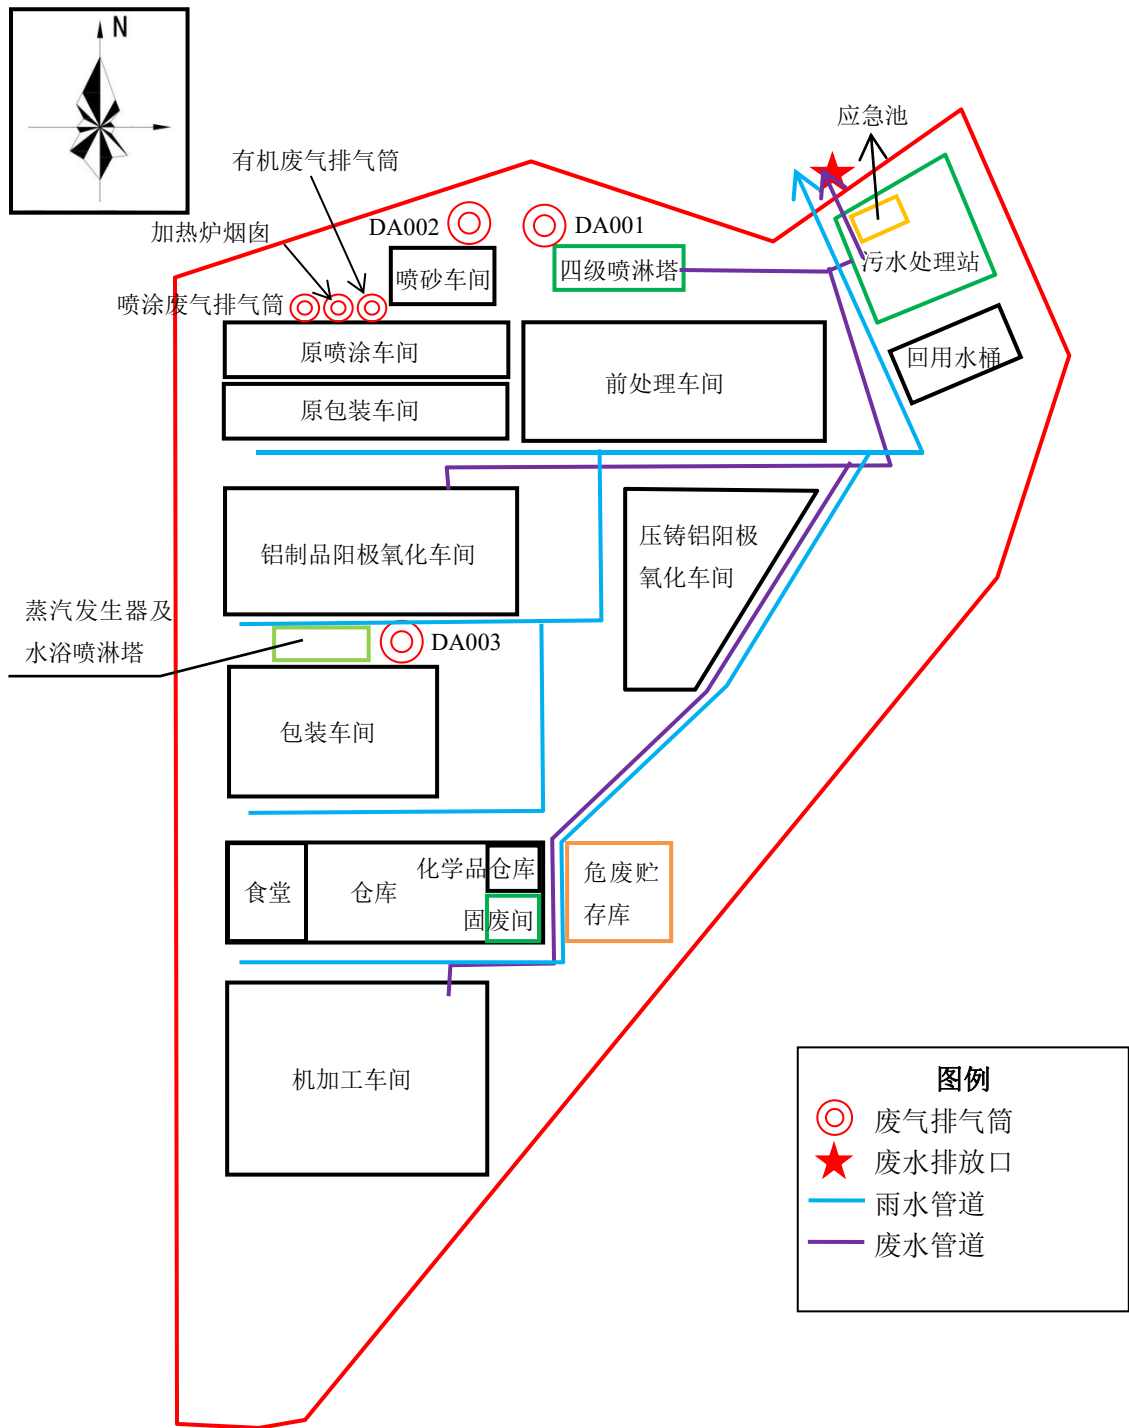 N
应急池
有机废气排气筒
DA002
DA001
加热炉烟囱
喷砂车间
四级喷淋塔
污水处理站
喷涂废气排气筒
原喷涂车间
回用水桶
前处理车间
原包装车间
铝制品阳极氧化车间
压铸铝阳极
氧化车间
蒸汽发生器及
水浴喷淋塔
DA003
包装车间
化学品仓库
食堂
仓库
固废间
危废贮
存库
机加工车间
图例
废气排气筒
废水排放口
雨水管道
废水管道